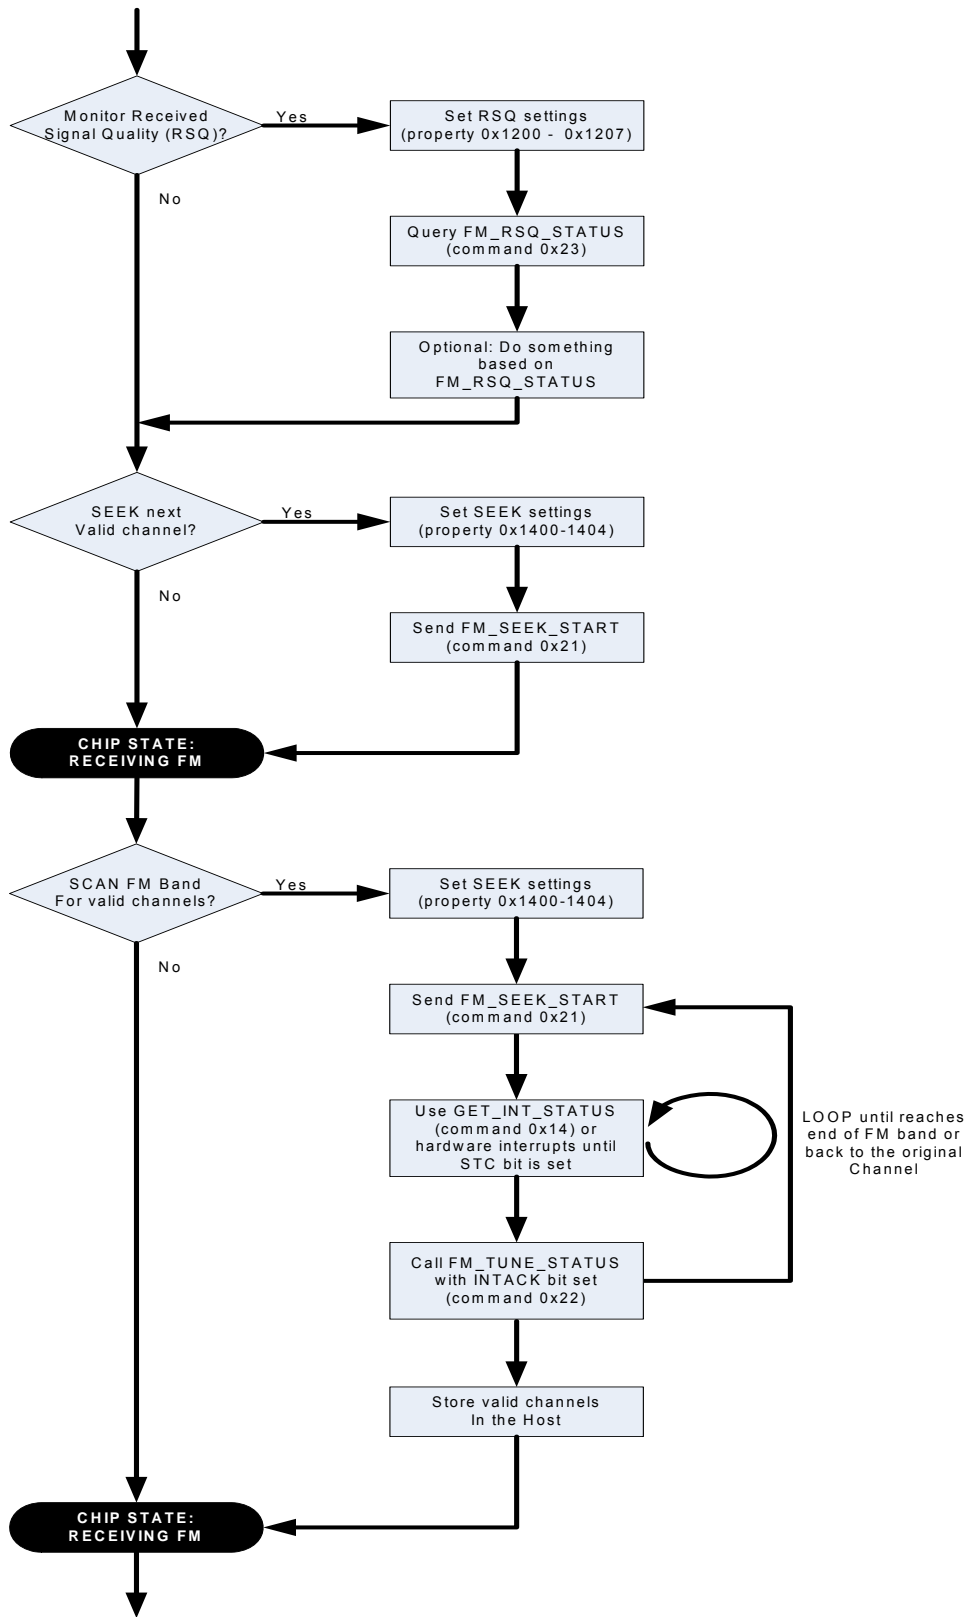 Monitor Received
Signal Quality (RSQ)?
Yes
Set RSQ settings
(property 0x1200 - 0x1207)
No
Query FM_RSQ_STATUS
(command 0x23)
Optional: Do something
based on
FM_RSQ_STATUS
SEEK next
Valid channel?
Yes
Set SEEK settings
(property 0x1400-1404)
No
Send FM_SEEK_START
(command 0x21)
CHIP STATE:
RECEIVING FM
SCAN FM Band
For valid channels?
Yes
Set SEEK settings
(property 0x1400-1404)
No
Send FM_SEEK_START
(command 0x21)
Use GET_INT_STATUS
(command 0x14) or
hardware interrupts until
STC bit is set
LOOP until reaches
end of FM band or
back to the original
Channel
Call FM_TUNE_STATUS
with INTACK bit set
(command 0x22)
Store valid channels
In the Host
CHIP STATE:
RECEIVING FM